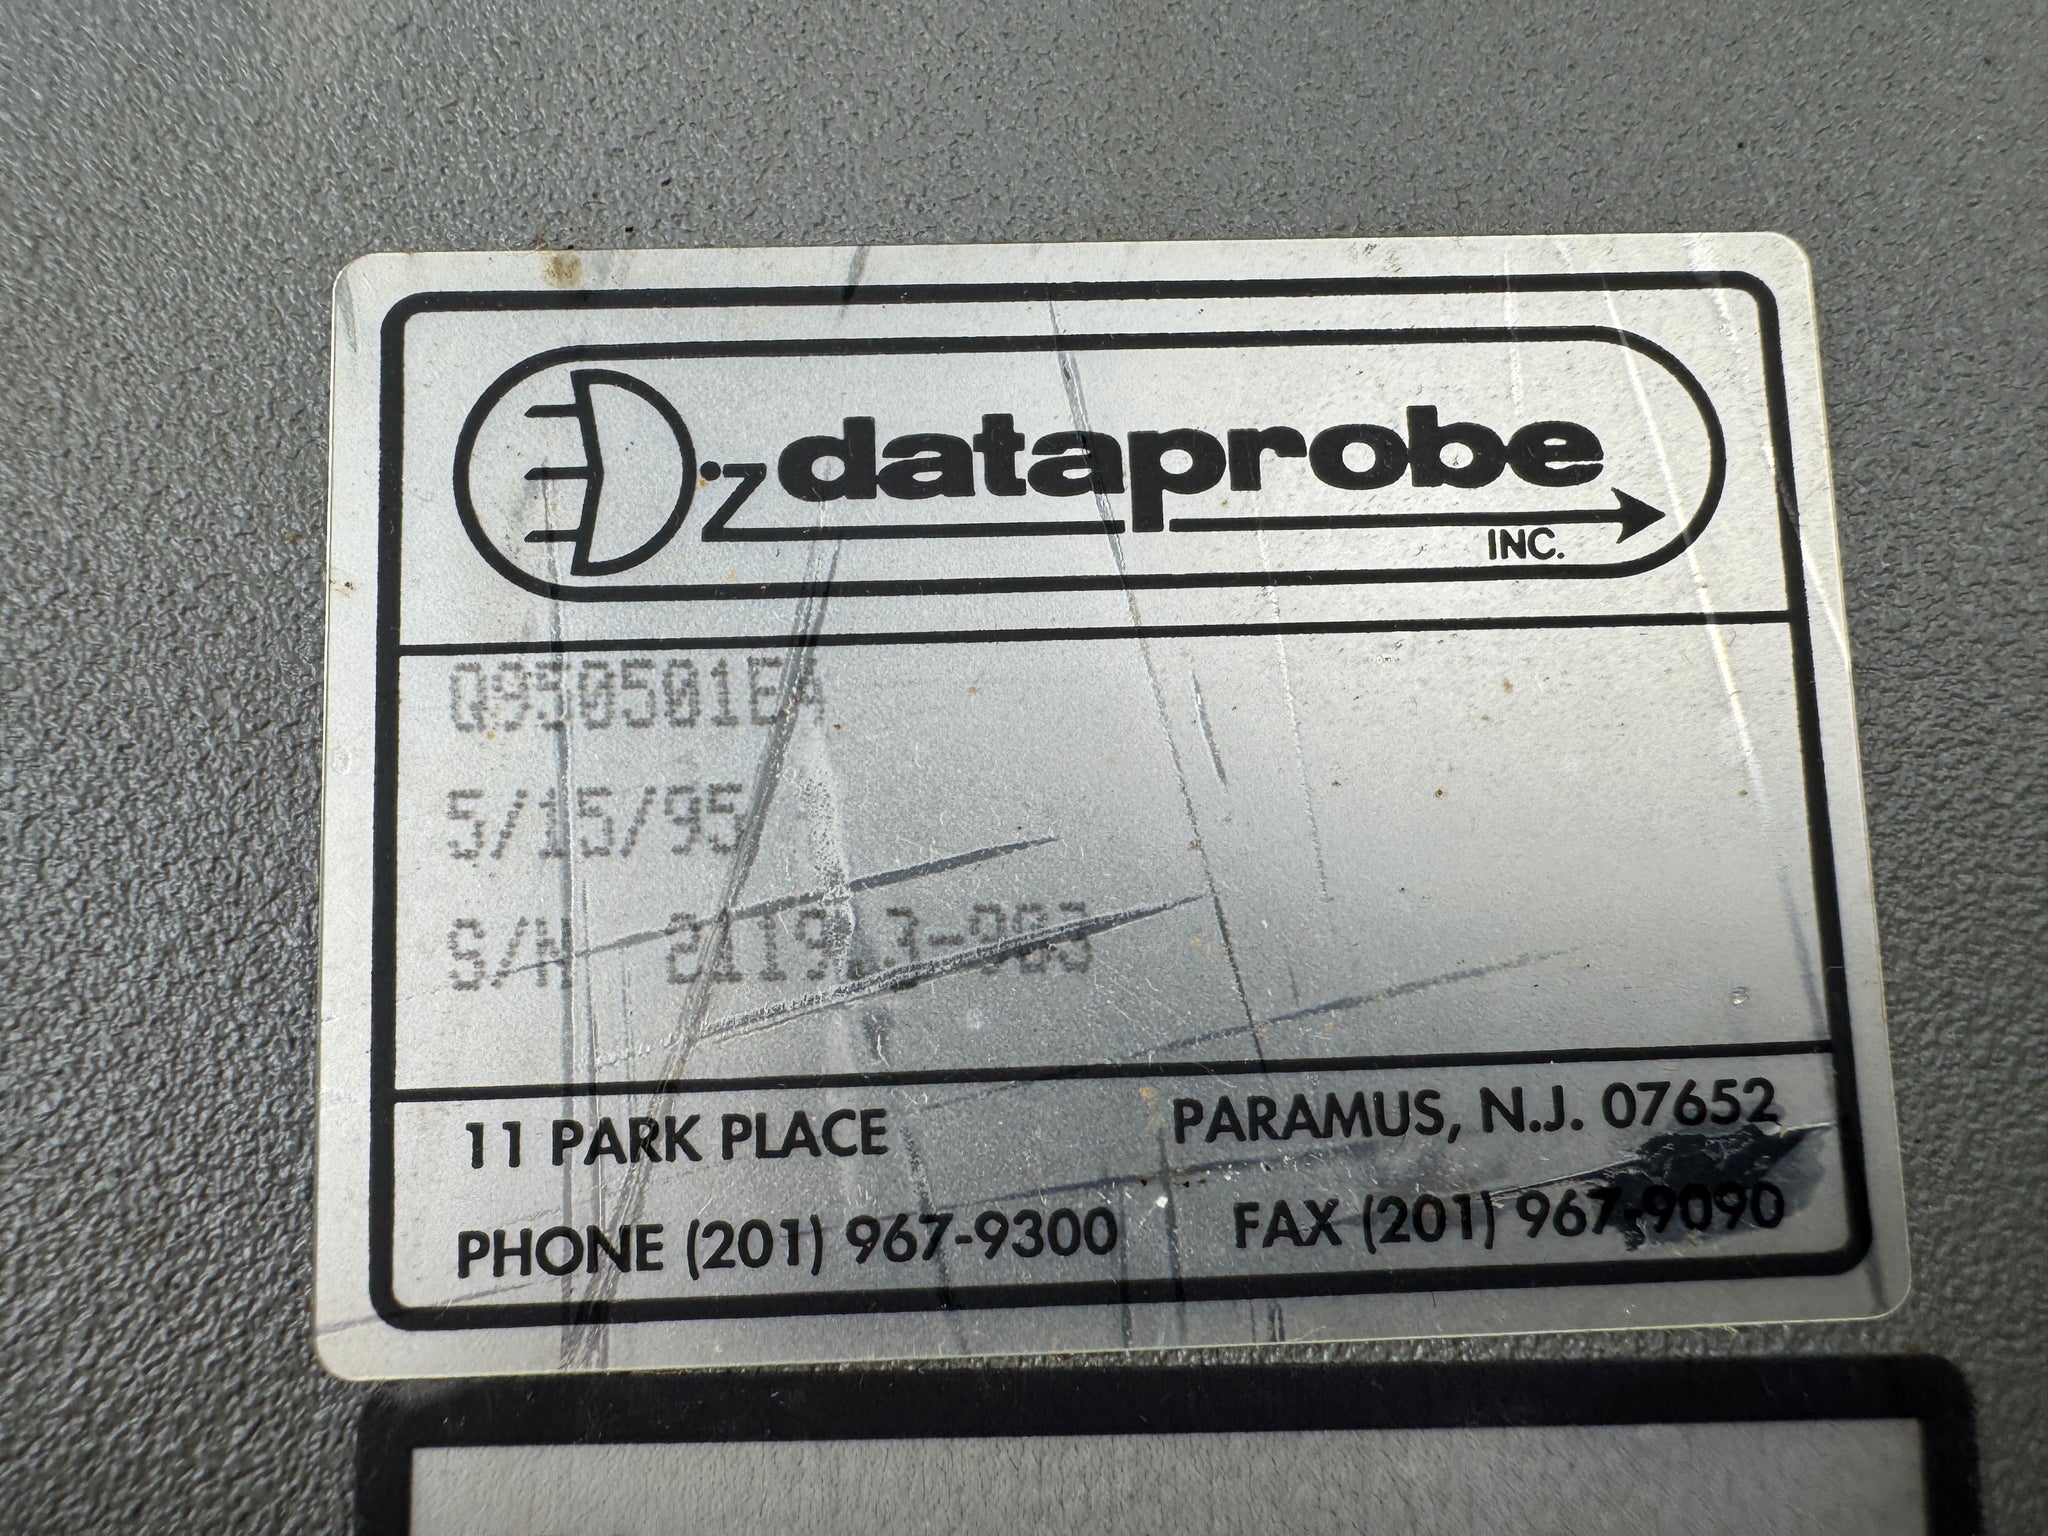 dataprobe
INC.
Q950501EA
5/15/95
S/N
11 PARK PLACE PARAMUS, N.J. 07652
PHONE (201) 967-9300 FAX (201) 967-9090